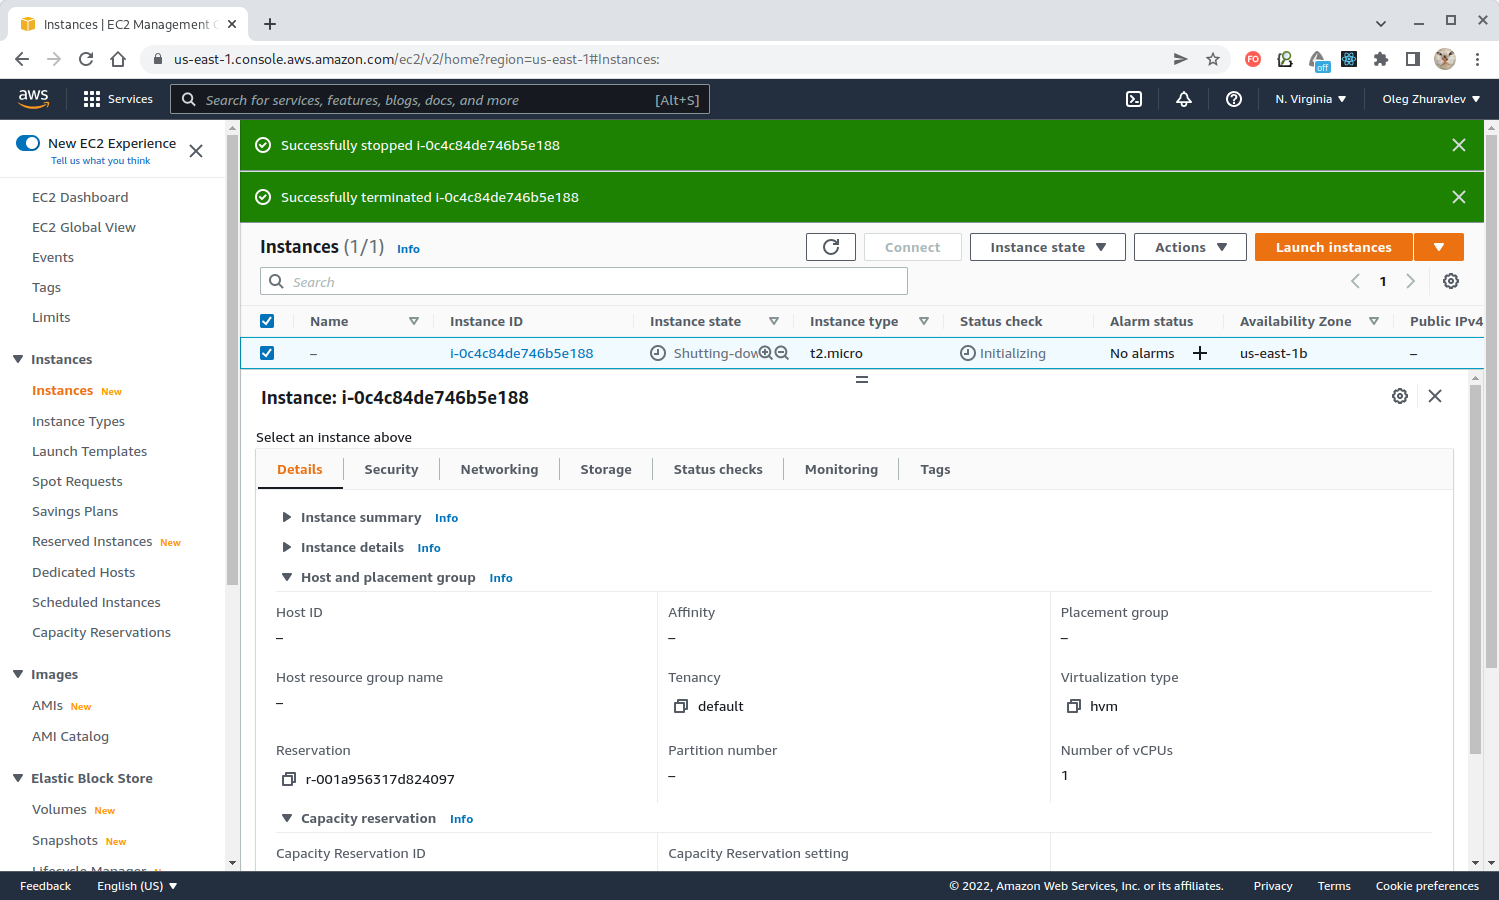 Instances | EC2 Management
us-east-1.console.aws.amazon.com/ec2/v2/home?region=us-east-1#Instances:
FO
off
aws
Services
Search for services, features, blogs, docs, and more
[Alt+S]
N. Virginia
Oleg Zhuravlev
New EC2 Experience
Tell us what you think
EC2 Dashboard
EC2 Global View
Events
Tags
Limits
Instances
Instances New
Instance Types
Launch Templates
Spot Requests
Savings Plans
Reserved Instances New
Dedicated Hosts
Scheduled Instances
Capacity Reservations
Images
AMIs New
AMI Catalog
Elastic Block Store
Volumes New
Snapshots New
Lifecycle Manager
Successfully stopped i-0c4c84de746b5e188
Successfully terminated i-0c4c84de746b5e188
Instances (1/1) Info
Connect
Instance state
Actions
Launch instances
Search
1
Name Instance ID Instance state Instance type Status check Alarm status Availability Zone Public IPv4
– i-0c4c84de746b5e188 Shutting-dow t2.micro Initializing No alarms + us-east-1b –
Instance: i-0c4c84de746b5e188
Select an instance above
Details Security Networking Storage Status checks Monitoring Tags
Instance summary Info
Instance details Info
Host and placement group Info
Host ID Affinity Placement group
– – –
Host resource group name Tenancy Virtualization type
– default hvm
Reservation Partition number Number of vCPUs
r-001a956317d824097 – 1
Capacity reservation Info
Capacity Reservation ID Capacity Reservation setting
Feedback English (US) © 2022, Amazon Web Services, Inc. or its affiliates. Privacy Terms Cookie preferences